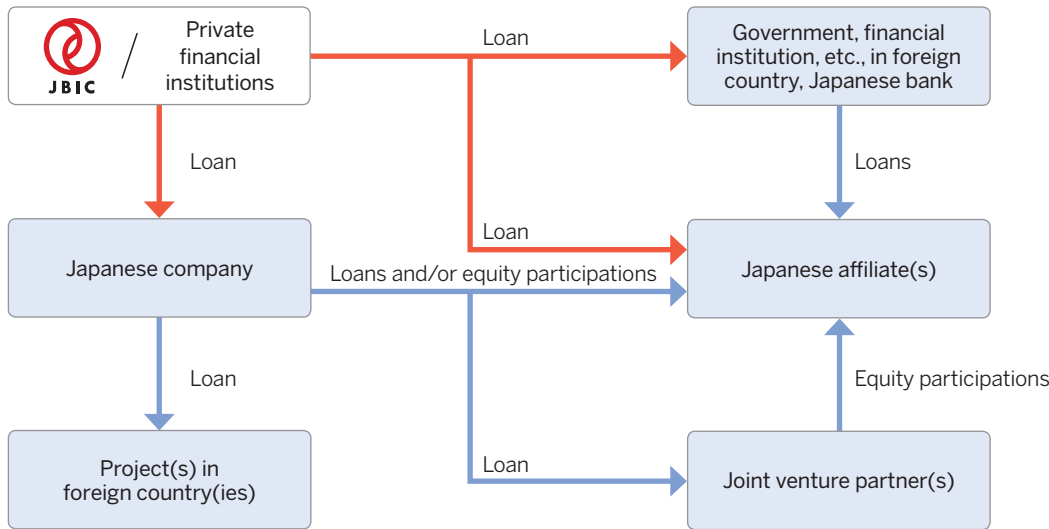 JBIC
/
Private
financial
institutions
Loan
Government, financial
institution, etc., in foreign
country, Japanese bank
Loan
Loans
Japanese company
Loan
Loans and/or equity participations
Japanese affiliate(s)
Loan
Equity participations
Project(s) in
foreign country(ies)
Loan
Joint venture partner(s)